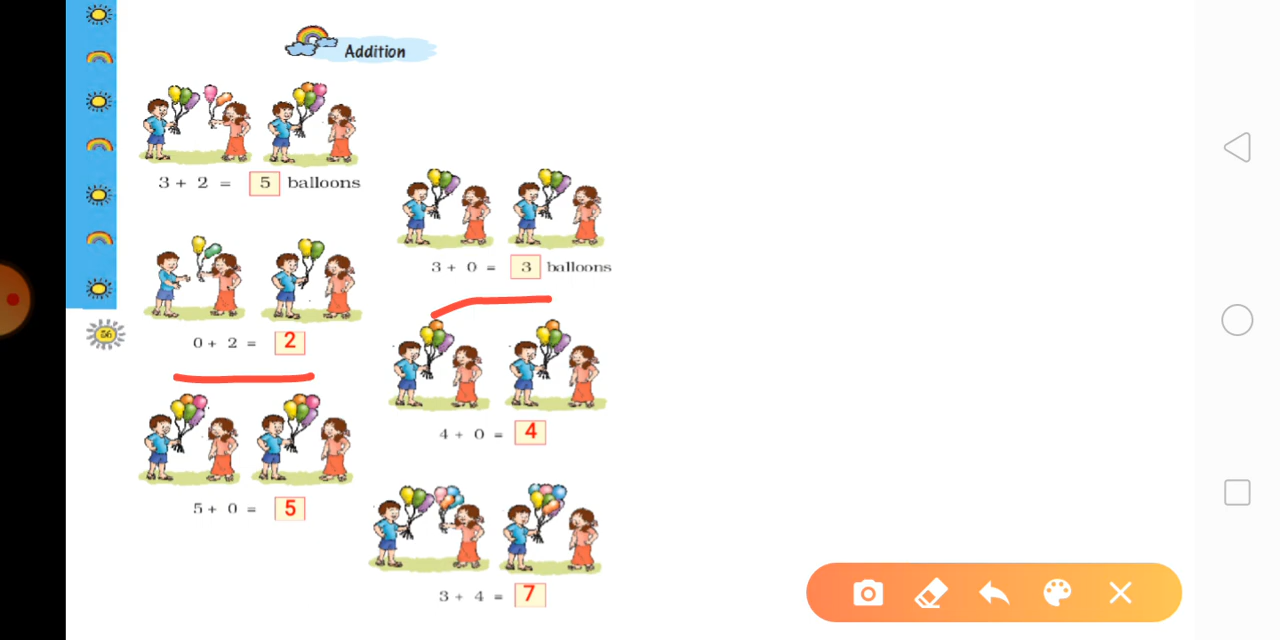 Addition
3 + 2 = 5 balloons
3 + 0 = 3 balloons
0 + 2 = 2
56
4 + 0 = 4
5 + 0 = 5
3 + 4 = 7